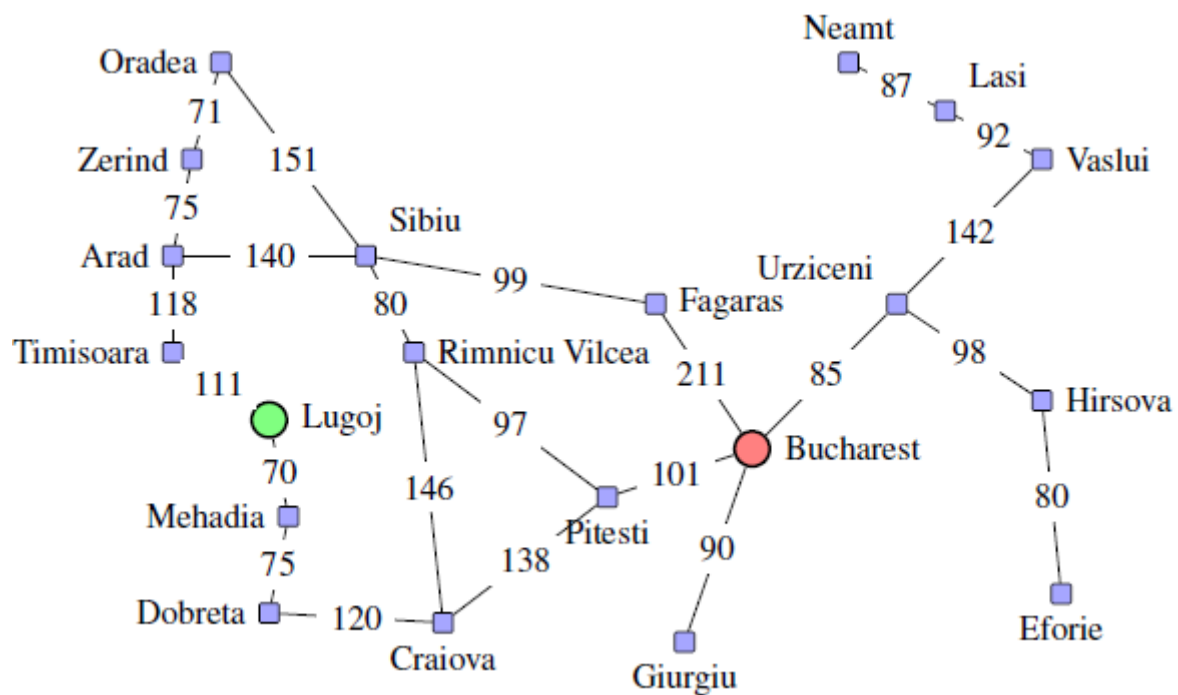 Neamt
Oradea
Lasi
87
71
92
Zerind
151
Vaslui
75
Sibiu
142
Arad
140
Urziceni
99
118
80
Fagaras
Timisoara
Rimnicu Vilcea
98
111
211
85
Hirsova
Lugoj
97
Bucharest
70
146
101
80
Mehadia
Pitesti
90
75
138
Dobreta
120
Craiova
Eforie
Giurgiu